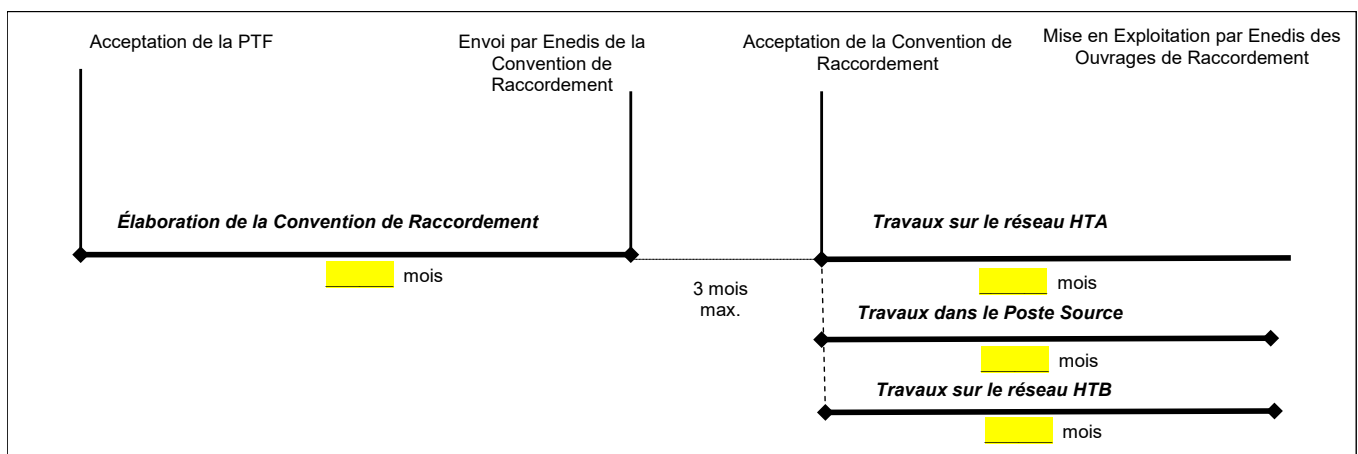 Acceptation de la PTF
Envoi par Enedis de la
Convention de
Raccordement
Acceptation de la Convention de
Raccordement
Mise en Exploitation par Enedis des
Ouvrages de Raccordement
Élaboration de la Convention de Raccordement
mois
3 mois
max.
Travaux sur le réseau HTA
mois
Travaux dans le Poste Source
mois
Travaux sur le réseau HTB
mois